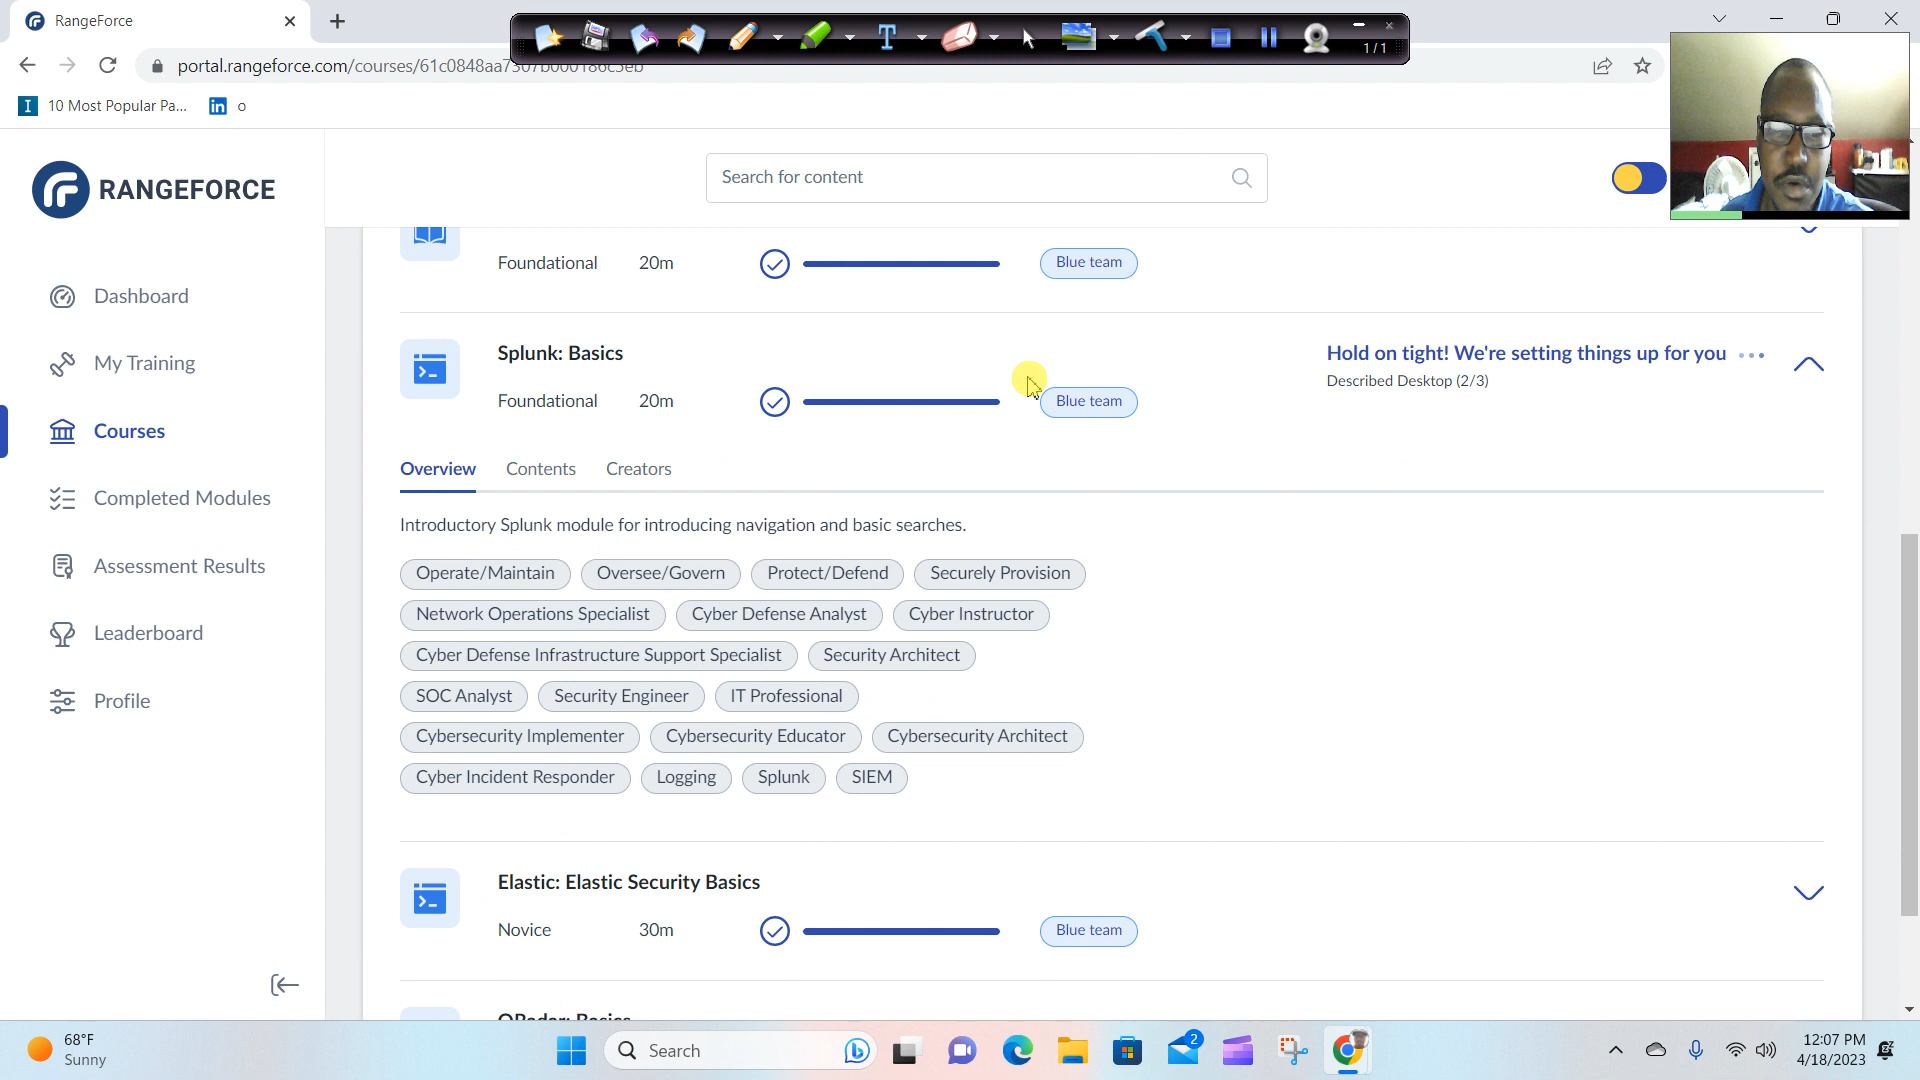 RangeForce
1/1
portal.rangeforce.com/courses/61c0848aa7307b000186c3eb
10 Most Popular Pa...
o
RANGEFORCE
Search for content
Dashboard
My Training
Courses
Completed Modules
Assessment Results
Leaderboard
Profile
Foundational 20m Blue team
Splunk: Basics
Hold on tight! We're setting things up for you
Described Desktop (2/3)
Foundational 20m Blue team
Overview Contents Creators
Introductory Splunk module for introducing navigation and basic searches.
Operate/Maintain Oversee/Govern Protect/Defend Securely Provision
Network Operations Specialist Cyber Defense Analyst Cyber Instructor
Cyber Defense Infrastructure Support Specialist Security Architect
SOC Analyst Security Engineer IT Professional
Cybersecurity Implementer Cybersecurity Educator Cybersecurity Architect
Cyber Incident Responder Logging Splunk SIEM
Elastic: Elastic Security Basics
Novice 30m Blue team
QRadar: Basics
68°F
Sunny
Search
2
12:07 PM
4/18/2023